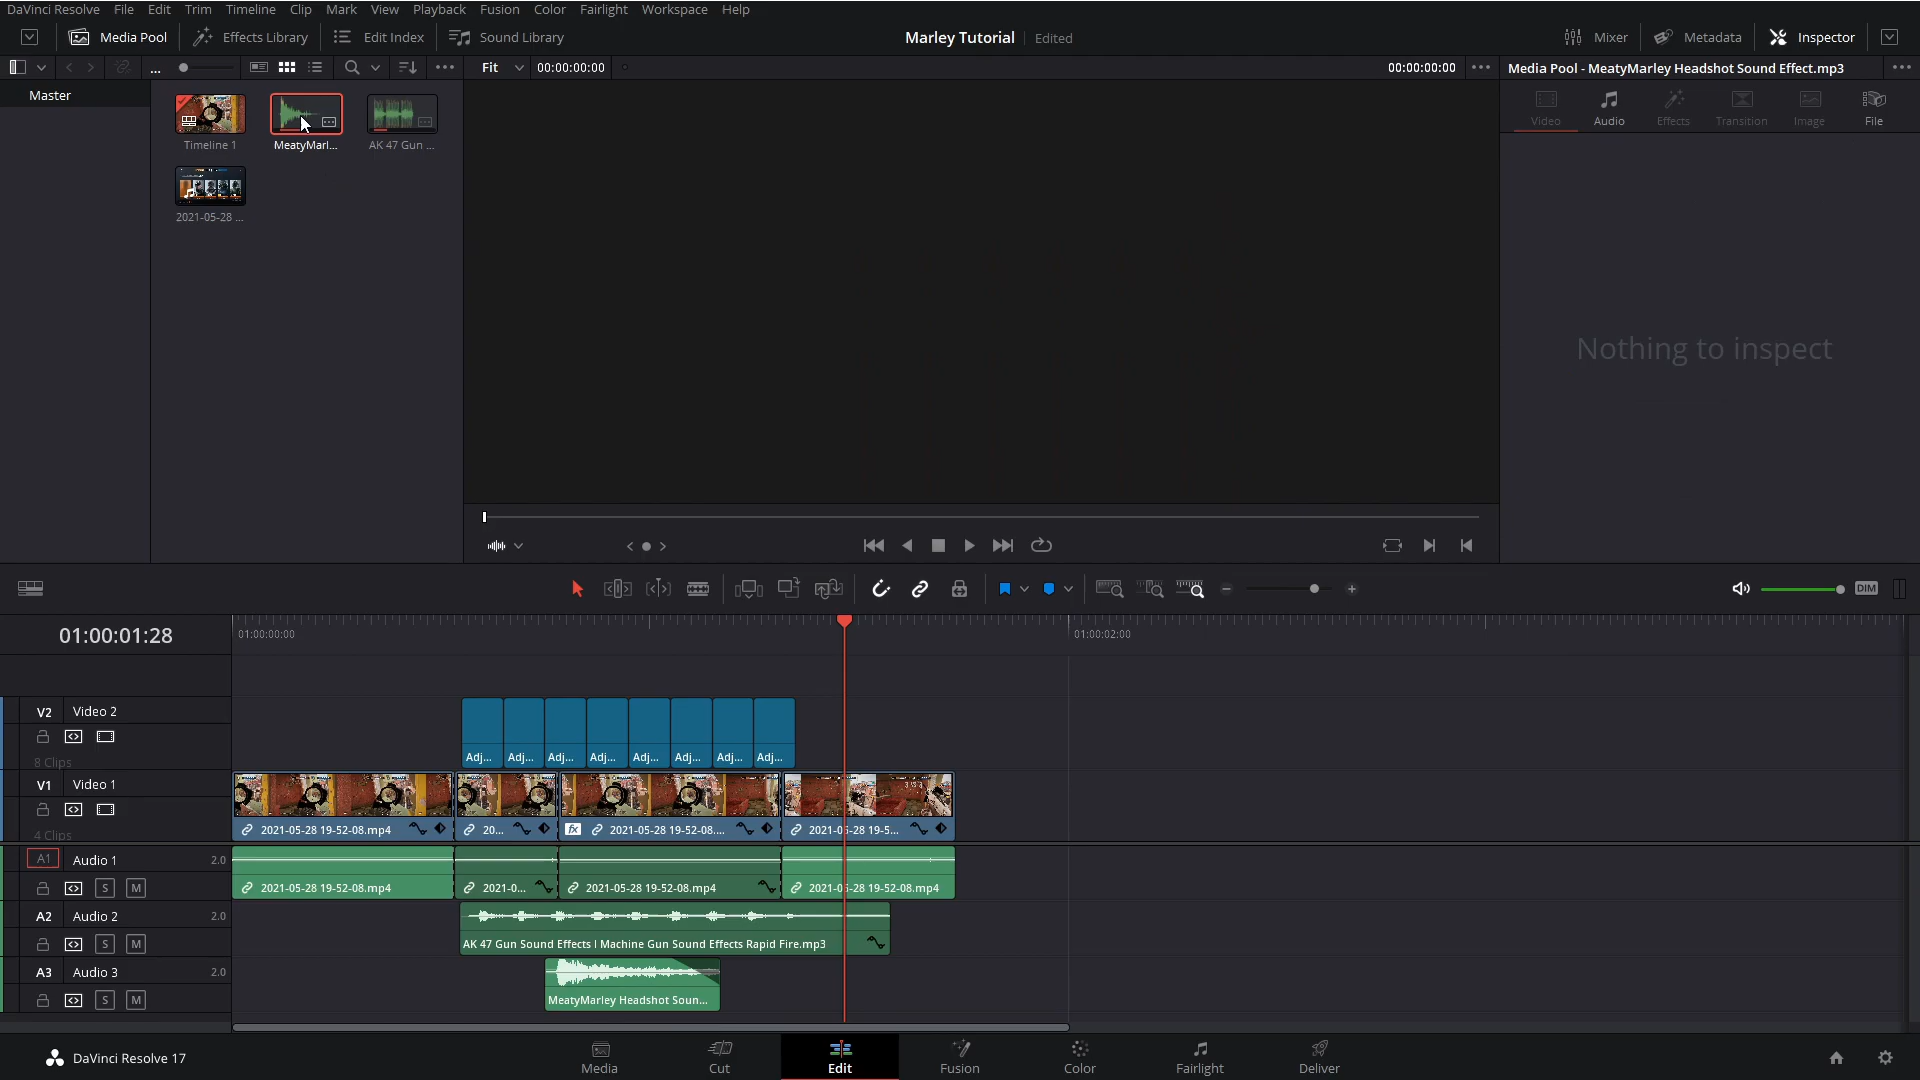 DaVinci Resolve File Edit Trim Timeline Clip Mark View Playback Fusion Color Fairlight Workspace Help
Media Pool Effects Library Edit Index Sound Library Marley Tutorial Edited Mixer Metadata Inspector
... Fit 00:00:00:00 00:00:00:00 Media Pool - MeatyMarley Headshot Sound Effect.mp3
Master
Video Audio Effects Transition Image File
Timeline 1 MeatyMarl... AK 47 Gun ...
2021-05-28 ...
Nothing to inspect
DIM
01:00:01:28 01:00:00:00 01:00:02:00
V2 Video 2
Adj... Adj... Adj... Adj... Adj... Adj... Adj... Adj...
8 Clips
V1 Video 1
4 Clips
2021-05-28 19-52-08.mp4 20... fx 2021-05-28 19-52-08.... 2021-05-28 19-5...
A1 Audio 1 2.0
S M
2021-05-28 19-52-08.mp4 2021-0... 2021-05-28 19-52-08.mp4 2021-05-28 19-52-08.mp4
A2 Audio 2 2.0
S M
AK 47 Gun Sound Effects l Machine Gun Sound Effects Rapid Fire.mp3
A3 Audio 3 2.0
S M
MeatyMarley Headshot Soun...
DaVinci Resolve 17 Media Cut Edit Fusion Color Fairlight Deliver